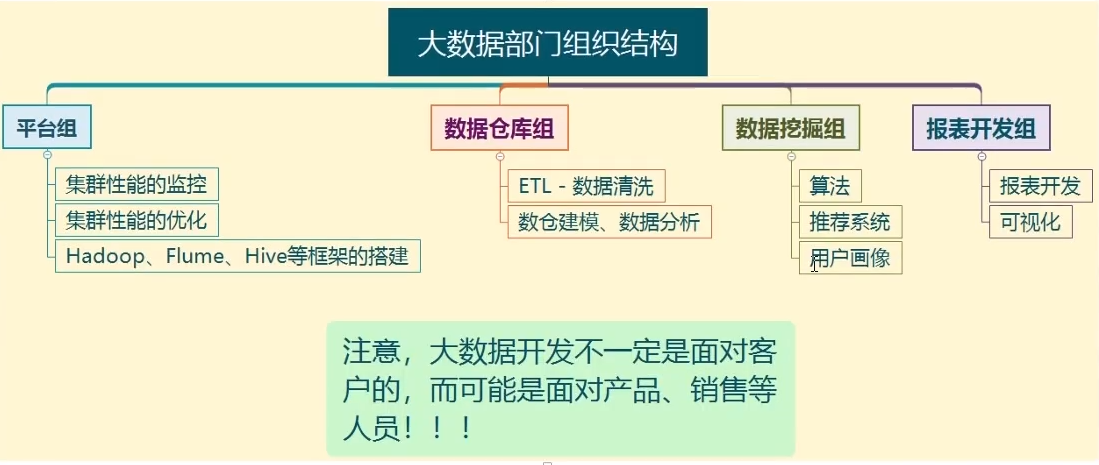 大数据部门组织结构
平台组
集群性能的监控
集群性能的优化
Hadoop、Flume、Hive等框架的搭建
数据仓库组
ETL - 数据清洗
数仓建模、数据分析
数据挖掘组
算法
推荐系统
用户画像
报表开发组
报表开发
可视化
注意，大数据开发不一定是面对客
户的，而可能是面对产品、销售等
人员！！！